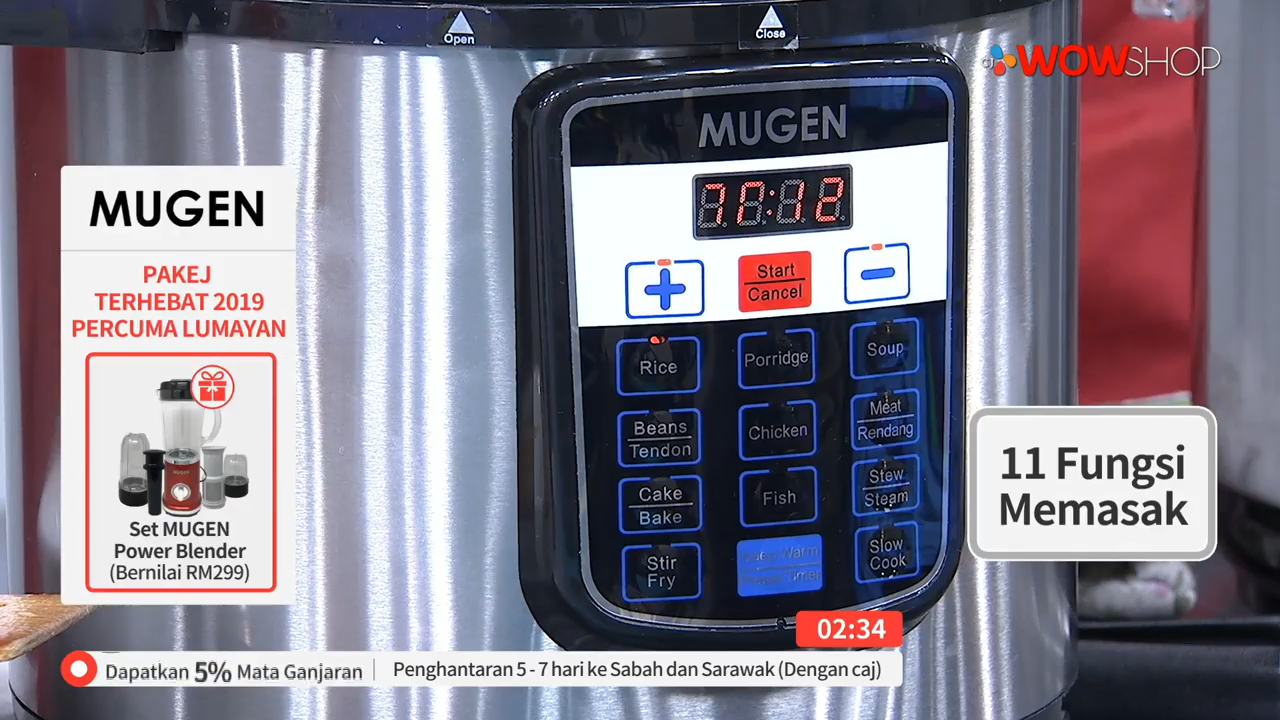 Open
Close
WOWSHOP
MUGEN
Start
Cancel
Rice
Porridge
Soup
Beans
Tendon
Chicken
Meat
Rendang
Cake
Bake
Fish
Stew
Steam
Stir
Fry
Slow
Cook
MUGEN
PAKEJ
TERHEBAT 2019
PERCUMA LUMAYAN
Set MUGEN
Power Blender
(Bernilai RM299)
11 Fungsi
Memasak
02:34
Dapatkan 5% Mata Ganjaran
Penghantaran 5 - 7 hari ke Sabah dan Sarawak (Dengan caj)